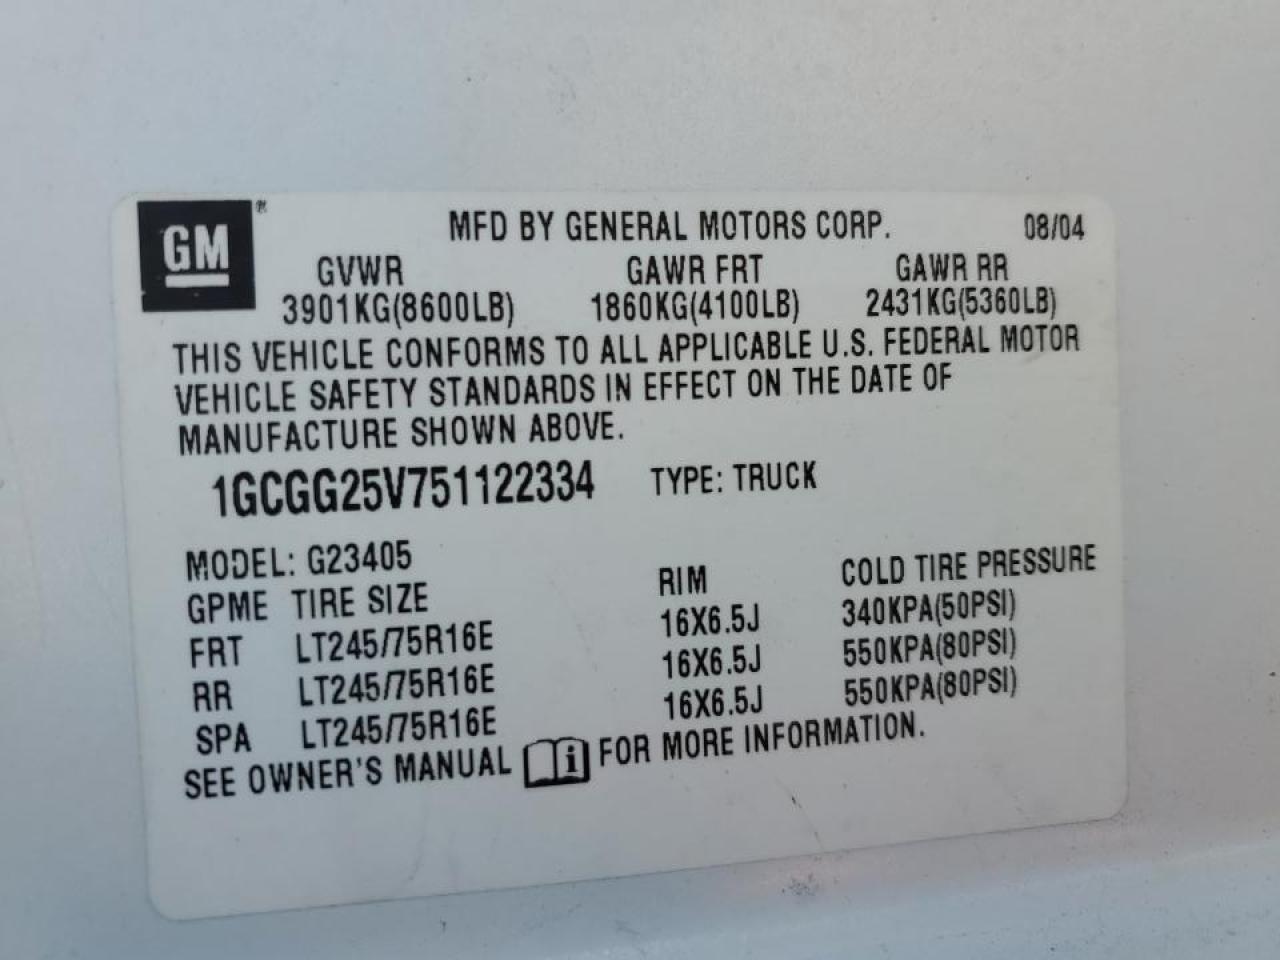 GM ® MFD BY GENERAL MOTORS CORP. 08/04
GVWR GAWR FRT GAWR RR
3901KG(8600LB) 1860KG(4100LB) 2431KG(5360LB)
THIS VEHICLE CONFORMS TO ALL APPLICABLE U.S. FEDERAL MOTOR
VEHICLE SAFETY STANDARDS IN EFFECT ON THE DATE OF
MANUFACTURE SHOWN ABOVE.
1GCGG25V751122334 TYPE: TRUCK
MODEL: G23405
GPME TIRE SIZE RIM COLD TIRE PRESSURE
FRT LT245/75R16E 16X6.5J 340KPA(50PSI)
RR LT245/75R16E 16X6.5J 550KPA(80PSI)
SPA LT245/75R16E 16X6.5J 550KPA(80PSI)
SEE OWNER'S MANUAL i FOR MORE INFORMATION.